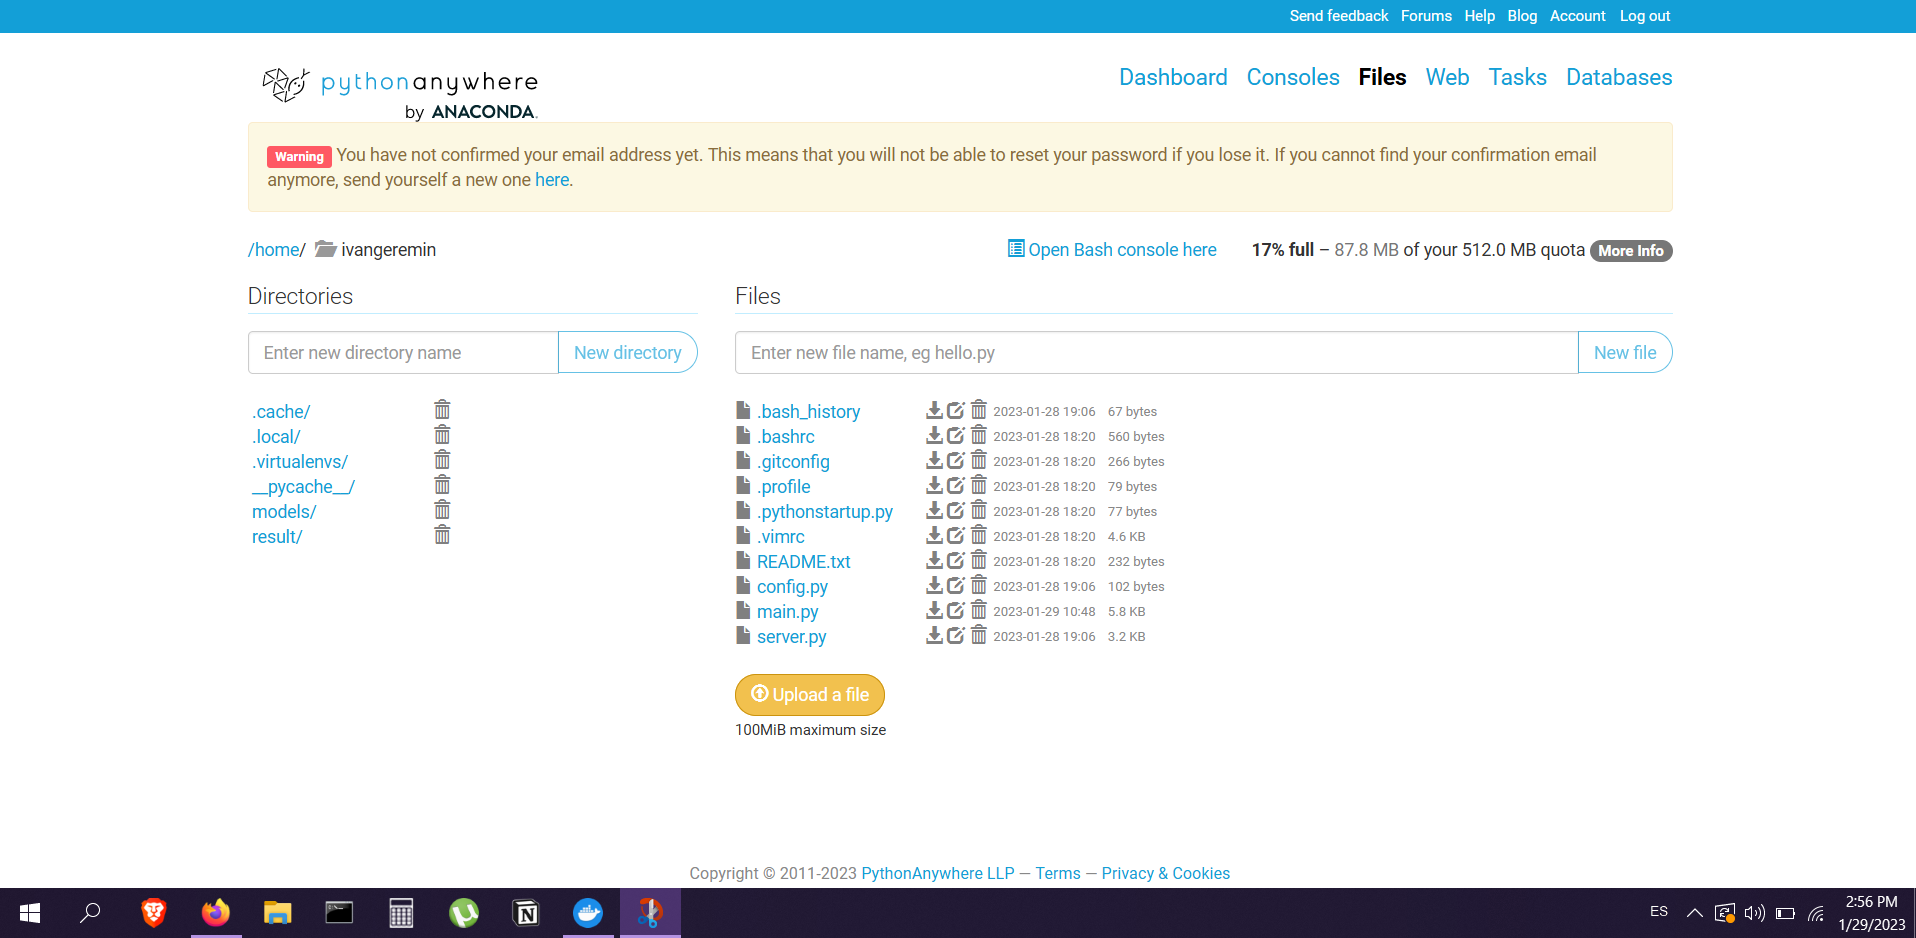 Send feedback Forums Help Blog Account Log out
pythonanywhere
by ANACONDA.
Dashboard Consoles Files Web Tasks Databases
Warning You have not confirmed your email address yet. This means that you will not be able to reset your password if you lose it. If you cannot find your confirmation email
anymore, send yourself a new one here.
/home/ ivangeremin
Open Bash console here 17% full – 87.8 MB of your 512.0 MB quota More Info
Directories
Enter new directory name New directory
.cache/
.local/
.virtualenvs/
__pycache__/
models/
result/
Files
Enter new file name, eg hello.py New file
.bash_history 2023-01-28 19:06 67 bytes
.bashrc 2023-01-28 18:20 560 bytes
.gitconfig 2023-01-28 18:20 266 bytes
.profile 2023-01-28 18:20 79 bytes
.pythonstartup.py 2023-01-28 18:20 77 bytes
.vimrc 2023-01-28 18:20 4.6 KB
README.txt 2023-01-28 18:20 232 bytes
config.py 2023-01-28 19:06 102 bytes
main.py 2023-01-29 10:48 5.8 KB
server.py 2023-01-28 19:06 3.2 KB
Upload a file
100MiB maximum size
Copyright © 2011-2023 PythonAnywhere LLP — Terms — Privacy & Cookies
ES
2:56 PM
1/29/2023